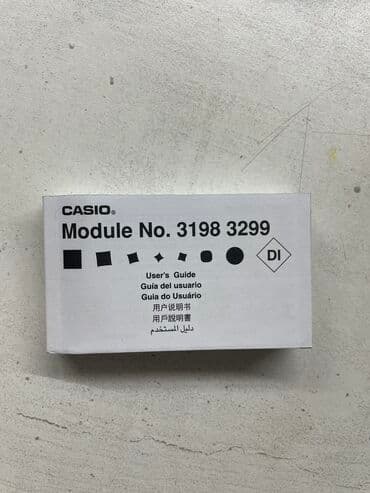 CASIO®
Module No. 3198 3299
DI
User's Guide
Guía del usuario
Guia do Usuário
用户说明书
用戶說明書
دليل المستخدم